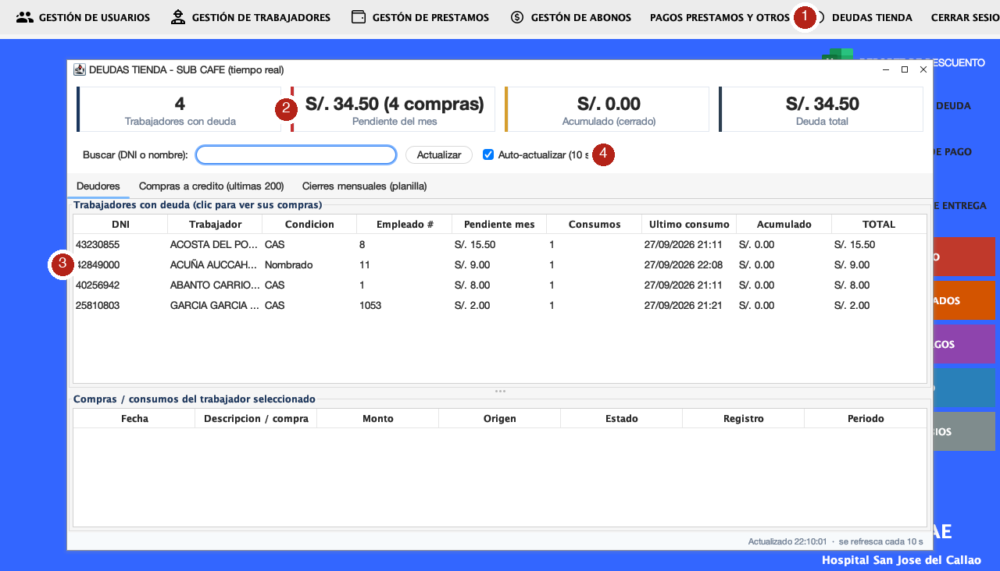 GESTIÓN DE USUARIOS GESTIÓN DE TRABAJADORES GESTÓN DE PRESTAMOS GESTÓN DE ABONOS PAGOS PRESTAMOS Y OTROS 1 DEUDAS TIENDA CERRAR SESIO
DESCUENTO
DEUDAS TIENDA - SUB CAFE (tiempo real)
4 2 S/. 34.50 (4 compras) S/. 0.00 S/. 34.50
Trabajadores con deuda Pendiente del mes Acumulado (cerrado) Deuda total
DEUDA
Buscar (DNI o nombre): Actualizar Auto-actualizar (10 s 4
E PAGO
Deudores Compras a credito (ultimas 200) Cierres mensuales (planilla)
Trabajadores con deuda (clic para ver sus compras)
E ENTREGA
DNI Trabajador Condicion Empleado # Pendiente mes Consumos Ultimo consumo Acumulado TOTAL
43230855 ACOSTA DEL PO... CAS 8 S/. 15.50 1 27/09/2026 21:11 S/. 0.00 S/. 15.50
O
3 42849000 ACUÑA AUCCAH... Nombrado 11 S/. 9.00 1 27/09/2026 22:08 S/. 0.00 S/. 9.00
40256942 ABANTO CARRIO... CAS 1 S/. 8.00 1 27/09/2026 21:11 S/. 0.00 S/. 8.00
ADOS
25810803 GARCIA GARCIA ... CAS 1053 S/. 2.00 1 27/09/2026 21:21 S/. 0.00 S/. 2.00
GOS
Compras / consumos del trabajador seleccionado
Fecha Descripcion / compra Monto Origen Estado Registro Periodo
IOS
AE
Actualizado 22:10:01 · se refresca cada 10 s
Hospital San Jose del Callao